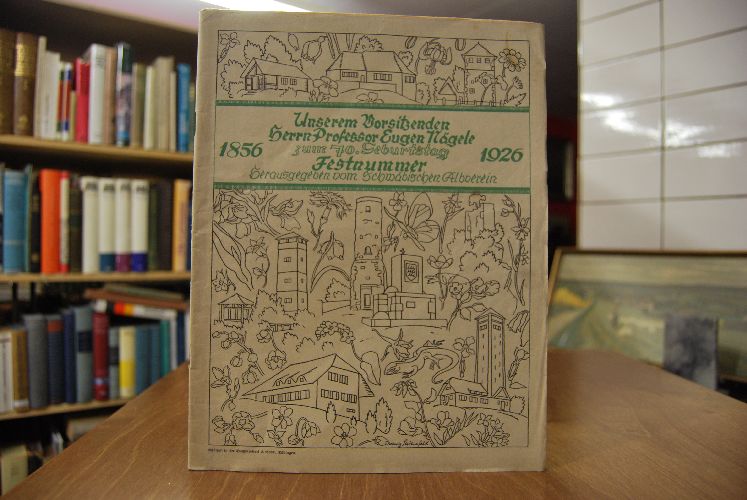 Unserem Vorsitzenden
Herrn Professor Eugen Nägele
1856 zum 70. Geburtstag 1926
Festnummer
Herausgegeben vom Schwäbischen Albverein